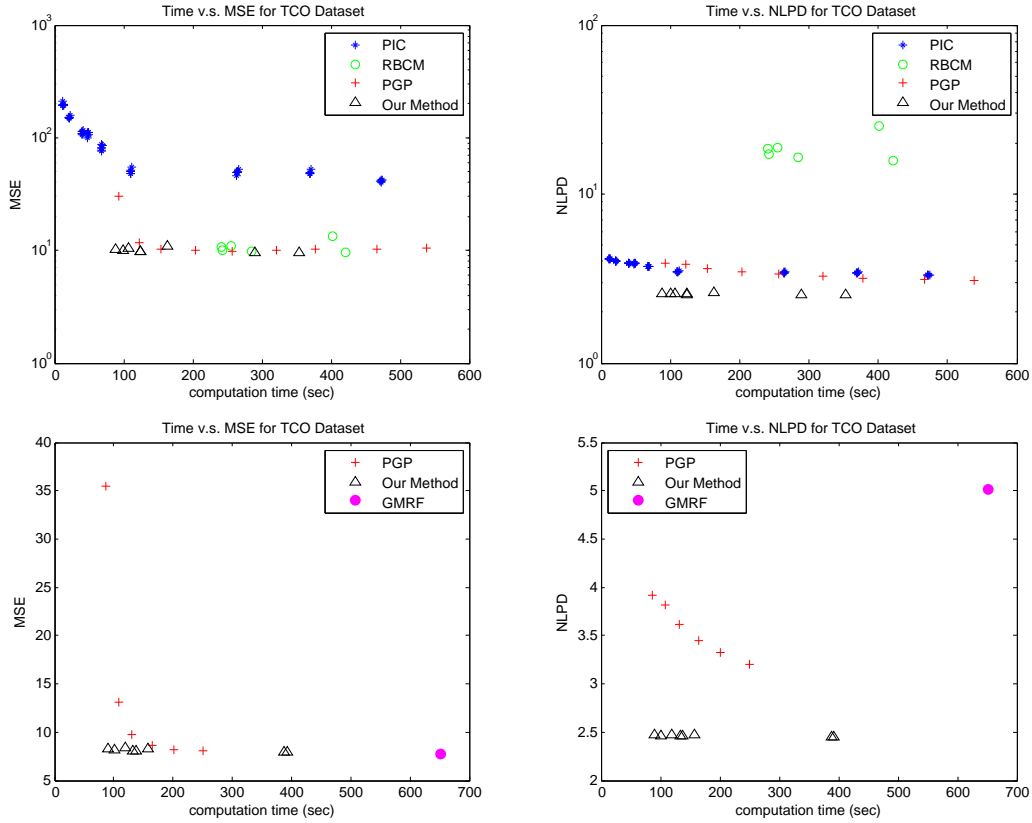 Time v.s. MSE for TCO Dataset
10^3
10^2
10^1
10^0
MSE
0 100 200 300 400 500 600
computation time (sec)
PIC
RBCM
PGP
Our Method
Time v.s. NLPD for TCO Dataset
10^2
10^1
10^0
NLPD
0 100 200 300 400 500 600
computation time (sec)
PIC
RBCM
PGP
Our Method
Time v.s. MSE for TCO Dataset
40
35
30
25
20
15
10
5
MSE
0 100 200 300 400 500 600 700
computation time (sec)
PGP
Our Method
GMRF
Time v.s. NLPD for TCO Dataset
5.5
5
4.5
4
3.5
3
2.5
2
NLPD
0 100 200 300 400 500 600 700
computation time (sec)
PGP
Our Method
GMRF